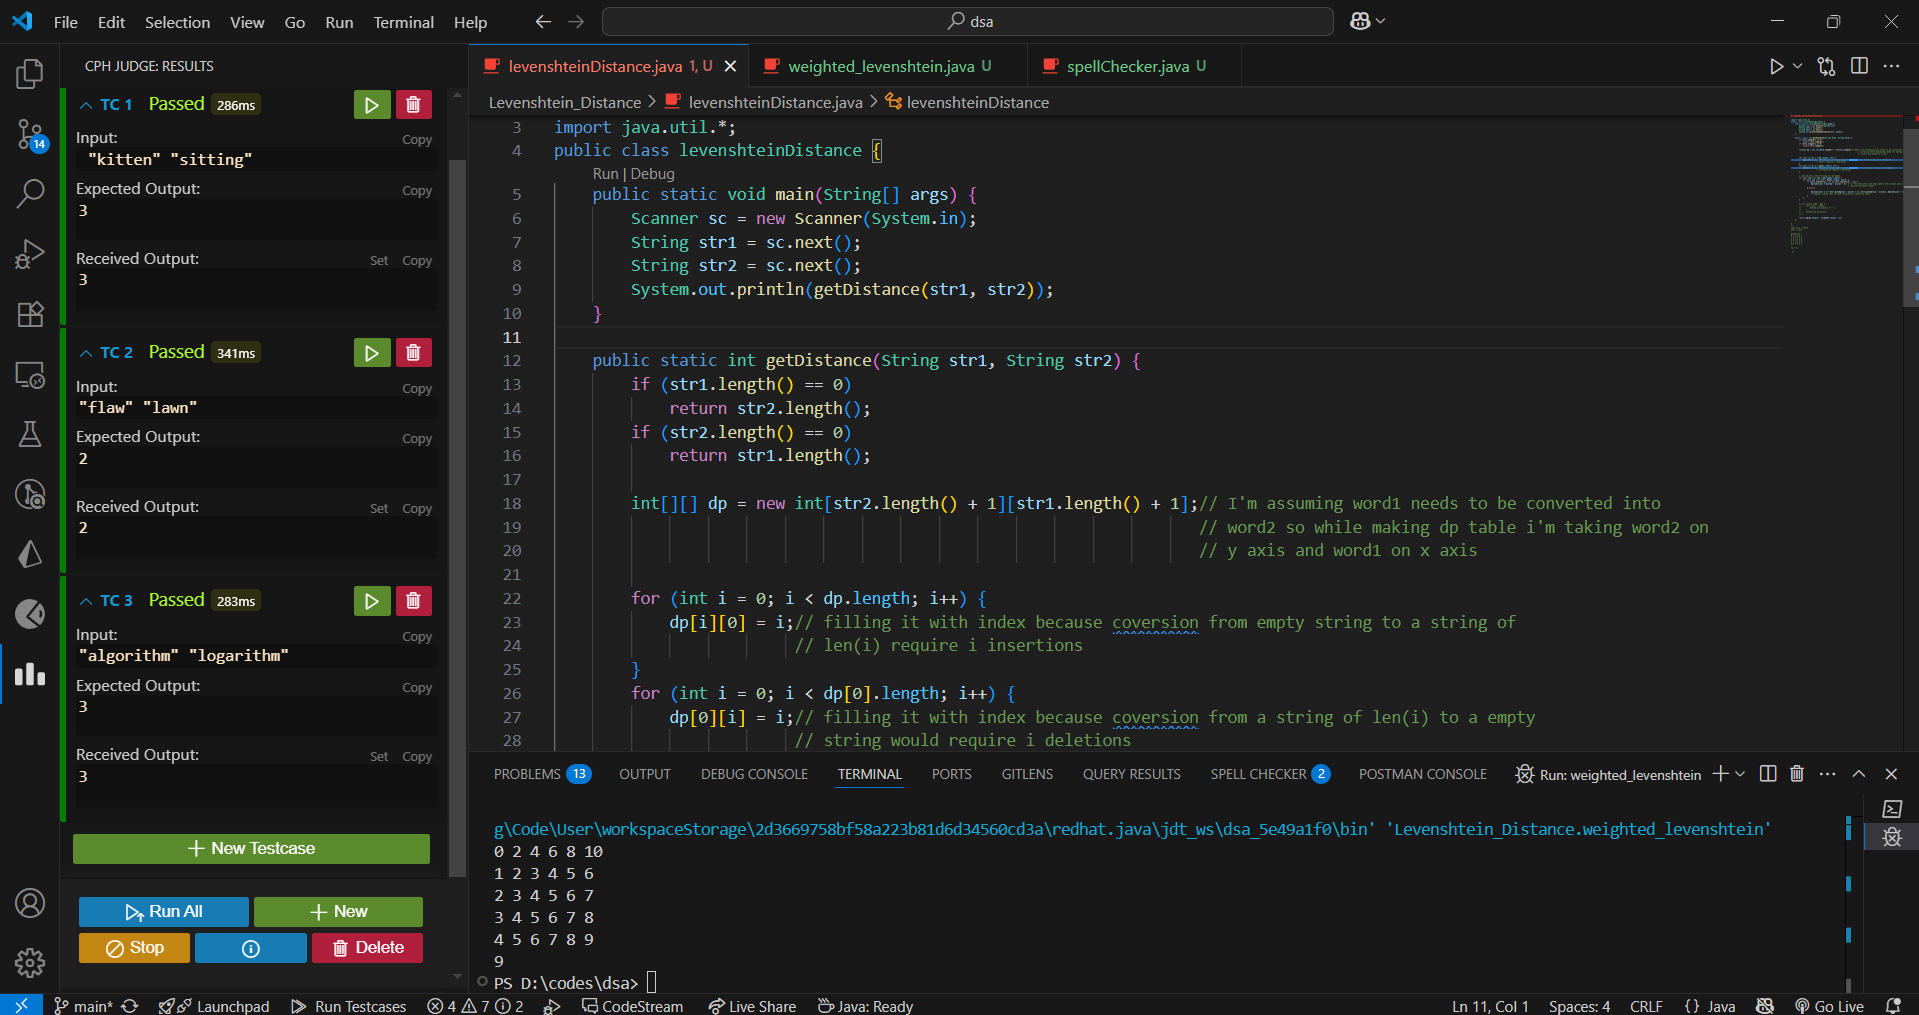 File Edit Selection View Go Run Terminal Help
dsa
CPH JUDGE: RESULTS
TC 1 Passed 286ms
Input: Copy
"kitten" "sitting"
Expected Output: Copy
3
Received Output: Set Copy
3
TC 2 Passed 341ms
Input: Copy
"flaw" "lawn"
Expected Output: Copy
2
Received Output: Set Copy
2
TC 3 Passed 283ms
Input: Copy
"algorithm" "logarithm"
Expected Output: Copy
3
Received Output: Set Copy
3
New Testcase
Run All New
Stop Delete
14
levenshteinDistance.java 1, U weighted_levenshtein.java U spellChecker.java U
Levenshtein_Distance > levenshteinDistance.java > levenshteinDistance
3 import java.util.*;
4 public class levenshteinDistance {
Run | Debug
5 public static void main(String[] args) {
6 Scanner sc = new Scanner(System.in);
7 String str1 = sc.next();
8 String str2 = sc.next();
9 System.out.println(getDistance(str1, str2));
10 }
11
12 public static int getDistance(String str1, String str2) {
13 if (str1.length() == 0)
14 return str2.length();
15 if (str2.length() == 0)
16 return str1.length();
17
18 int[][] dp = new int[str2.length() + 1][str1.length() + 1];// I'm assuming word1 needs to be converted into
19 // word2 so while making dp table i'm taking word2 on
20 // y axis and word1 on x axis
21
22 for (int i = 0; i < dp.length; i++) {
23 dp[i][0] = i;// filling it with index because coversion from empty string to a string of
24 // len(i) require i insertions
25 }
26 for (int i = 0; i < dp[0].length; i++) {
27 dp[0][i] = i;// filling it with index because coversion from a string of len(i) to a empty
28 // string would require i deletions
PROBLEMS 13 OUTPUT DEBUG CONSOLE TERMINAL PORTS GITLENS QUERY RESULTS SPELL CHECKER 2 POSTMAN CONSOLE Run: weighted_levenshtein
g\Code\User\workspaceStorage\2d3669758bf58a223b81d6d34560cd3a\redhat.java\jdt_ws\dsa_5e49a1f0\bin' 'Levenshtein_Distance.weighted_levenshtein'
0 2 4 6 8 10
1 2 3 4 5 6
2 3 4 5 6 7
3 4 5 6 7 8
4 5 6 7 8 9
9
PS D:\codes\dsa>
main* Launchpad Run Testcases 4 7 2 CodeStream Live Share Java: Ready Ln 11, Col 1 Spaces: 4 CRLF {} Java Go Live